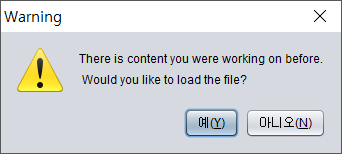 Warning
There is content you were working on before.
Would you like to load the file?
예(Y)
아니오(N)